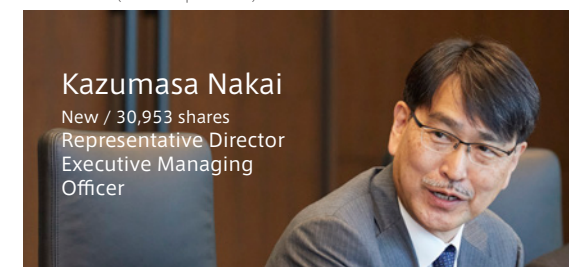 Kazumasa Nakai
New / 30,953 shares
Representative Director
Executive Managing
Officer